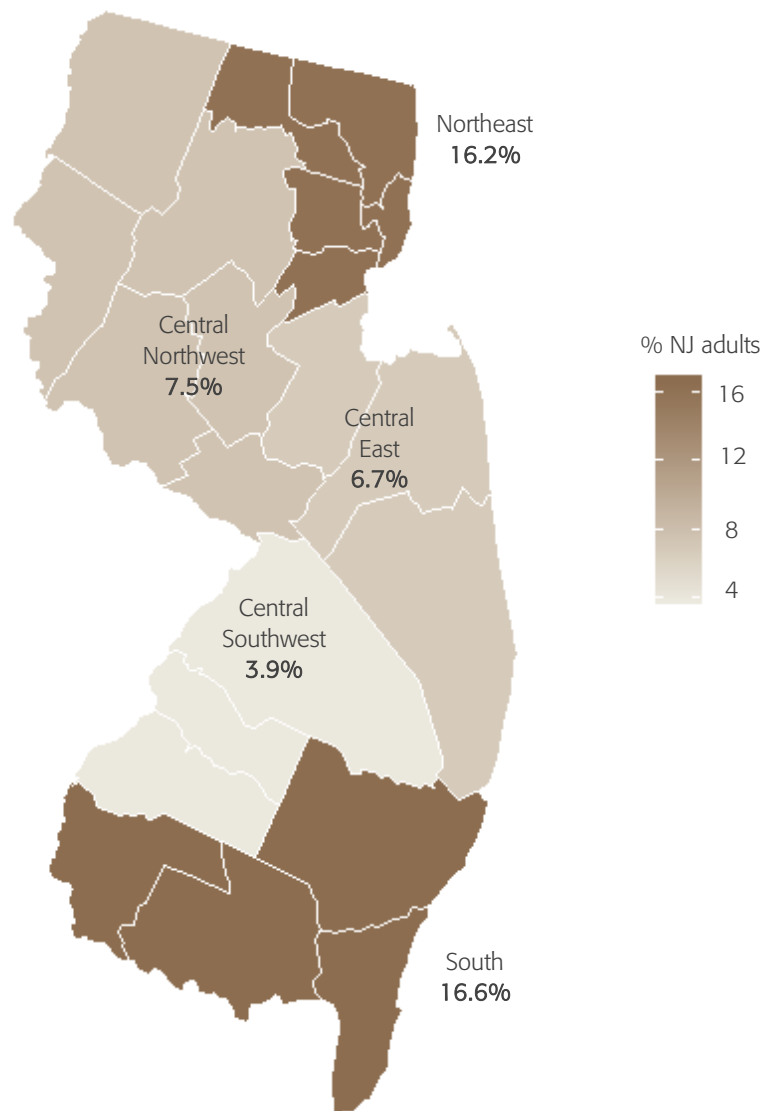 Northeast
16.2%
Central
Northwest
7.5%
Central
East
6.7%
Central
Southwest
3.9%
South
16.6%
% NJ adults
16
12
8
4